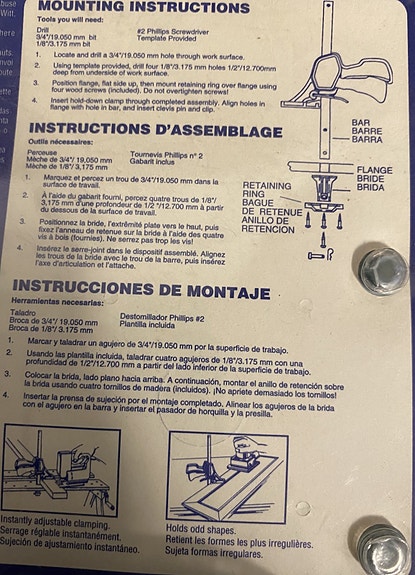 MOUNTING INSTRUCTIONS
Tools you will need:
Drill #2 Phillips Screwdriver
3/4"/19.050 mm bit Template Provided
1/8"/3.175 mm bit
1. Locate and drill a 3/4"/19.050 mm hole through work surface.
2. Using template provided, drill four 1/8"/3.175 mm holes 1/2"/12.700mm
deep from underside of work surface.
3. Position flange, flat side up, then mount retaining ring over flange using
four wood screws (included). Do not overtighten screws!
4. Insert hold-down clamp through completed assembly. Align holes in
flange with hole in bar, and insert clevis pin and clip.
INSTRUCTIONS D'ASSEMBLAGE
Outils nécessaires:
Perceuse Tournevis Phillips nº 2
Mèche de 3/4"/ 19.050 mm Gabarit inclus
Mèche de 1/8"/ 3.175 mm
1. Marquez et percez un trou de 3/4"/19.050 mm dans la
surface de travail.
2. À l'aide du gabarit fourni, percez quatre trous de 1/8"/
3.175 mm d'une profondeur de 1/2 "/12.700 mm à partir
du dessous de la surface du travail.
3. Positionnez la bride, l'extrémité plate vers le haut, puis
fixez l'anneau de retenue sur la bride à l'aide des quatre
vis à bois (fournies). Ne serrez pas trop les vis!
4. Insérez le serre-joint dans le dispositif assemblé. Alignez
les trous de la bride avec le trou de la barre, puis insérez
l'axe d'articulation et l'attache.
BAR
BARRE
BARRA
FLANGE
BRIDE
BRIDA
RETAINING
RING
BAGUE
DE RETENUE
ANILLO DE
RETENCION
INSTRUCCIONES DE MONTAJE
Herramientas necesarias:
Taladro Destomillador Phillips #2
Broca de 3/4"/ 19.050 mm Plantilla incluida
Broca de 1/8"/ 3.175 mm
1. Marcar y taladrar un agujero de 3/4"/19.050 mm por la superficie de trabajo.
2. Usando las plantilla incluida, taladrar cuatro agujeros de 1/8"/3.175 mm con una
profundidad de 1/2"/12.700 mm a partir del lado inferior de la superficie de trabajo.
3. Colocar la brida, lado plano hacia arriba. A continuación, montar el anillo de retención sobre
la brida usando cuatro tornillos de madera (incluidos). ¡No apriete demasiado los tornillos!
4. Insertar la prensa de sujeción por el montaje completado. Alinear los agujeros de la brida
con el agujero en la barra y insertar el pasador de horquilla y la presilla.
Instantly adjustable clamping.
Serrage réglable instantanément.
Sujeción de ajustamiento instantáneo.
Holds odd shapes.
Retient les formes les plus irregulières.
Sujeta formas irregulares.